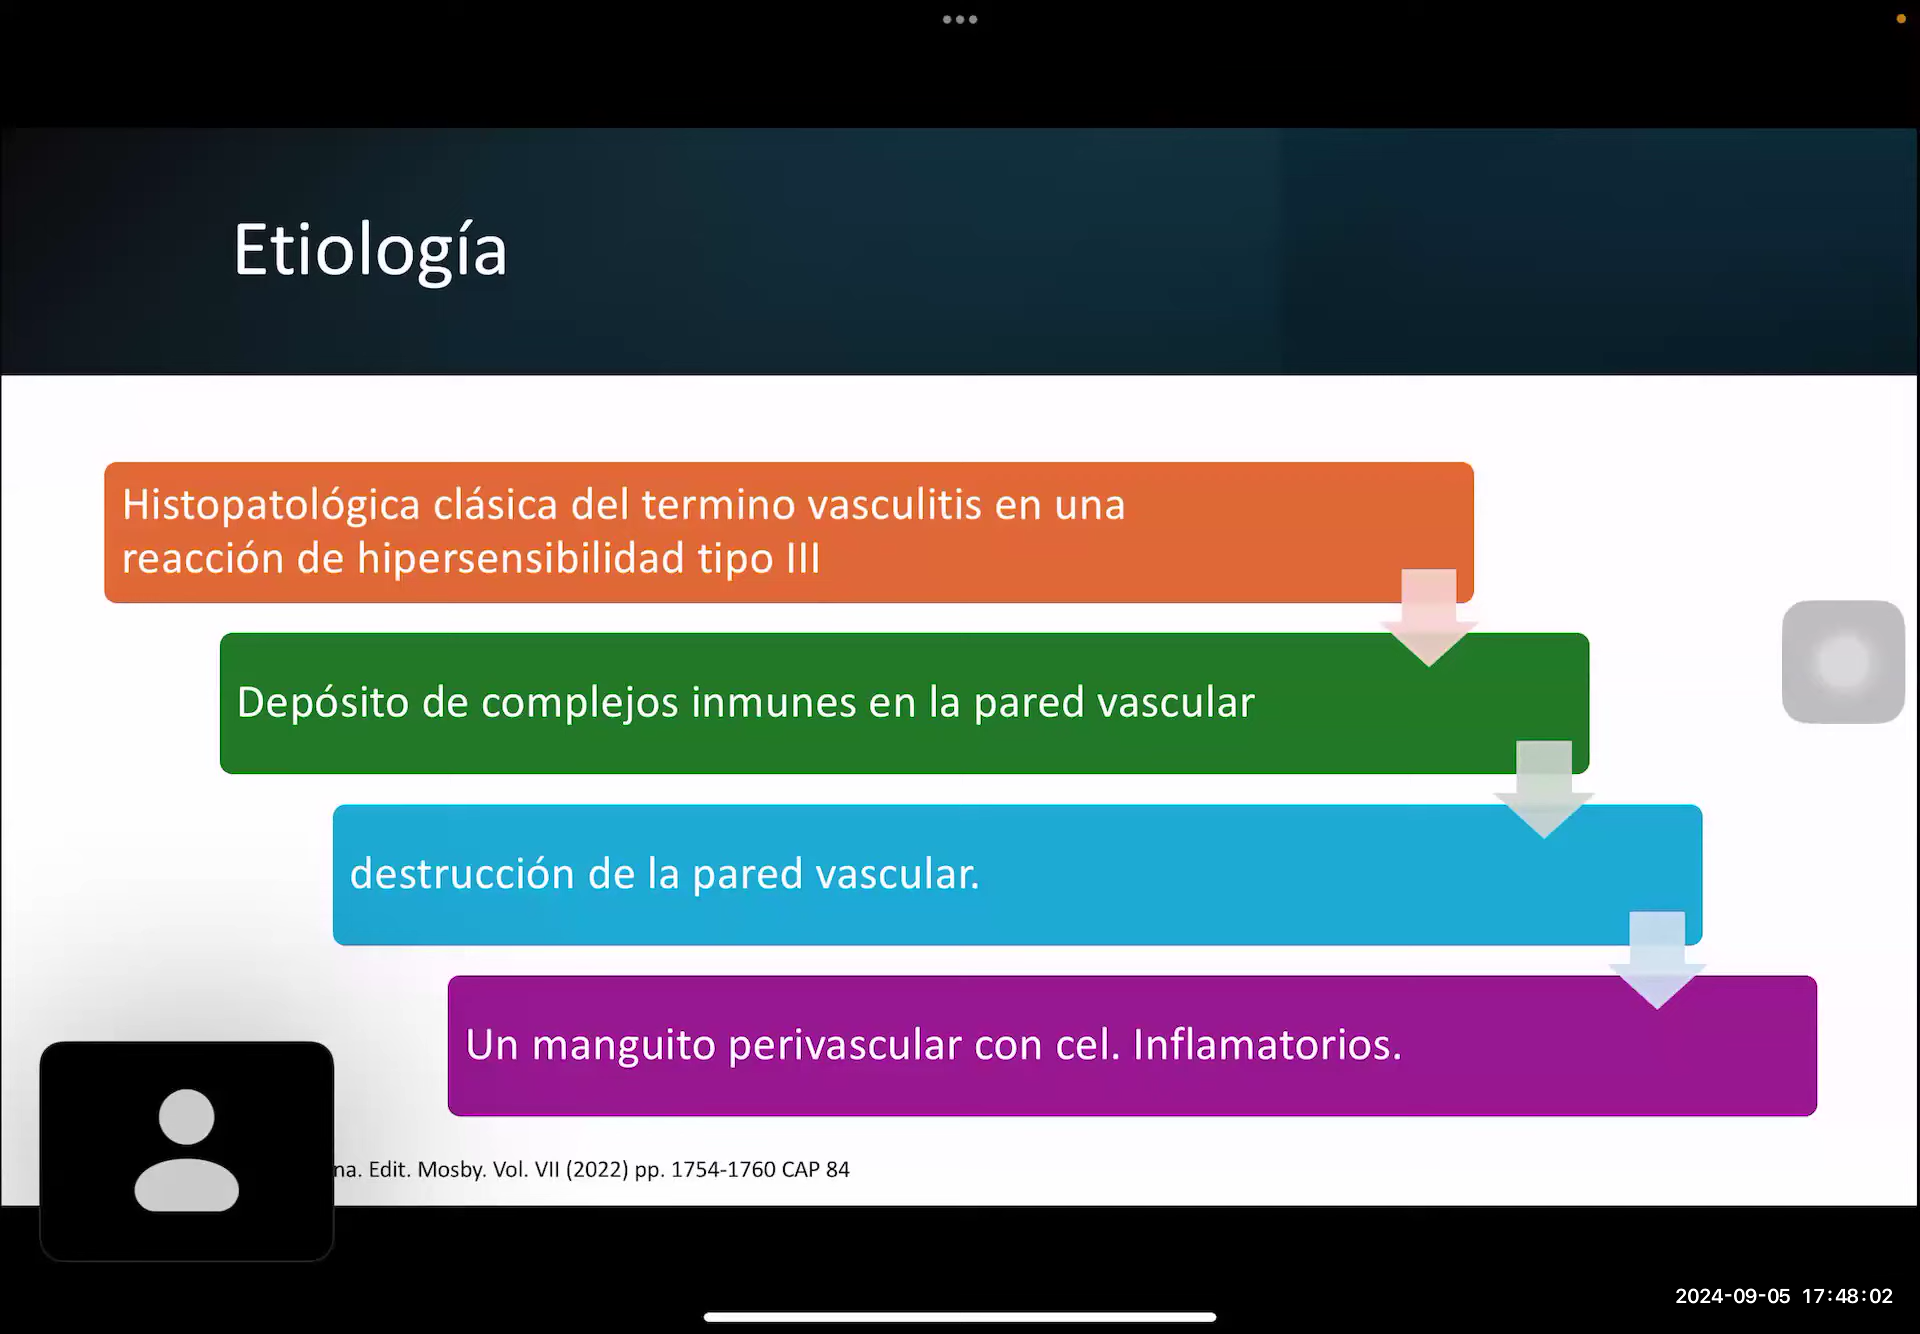 Etiología
Histopatológica clásica del termino vasculitis en una
reacción de hipersensibilidad tipo III
Depósito de complejos inmunes en la pared vascular
destrucción de la pared vascular.
Un manguito perivascular con cel. Inflamatorios.
na. Edit. Mosby. Vol. VII (2022) pp. 1754-1760 CAP 84
2024-09-05 17:48:02